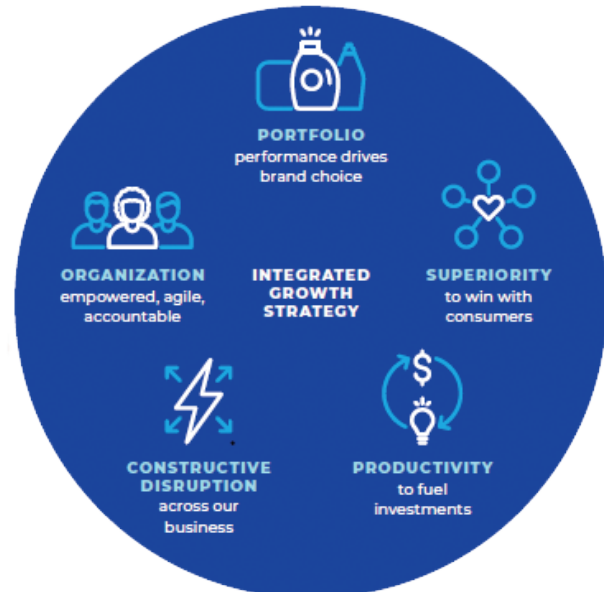 PORTFOLIO
performance drives
brand choice
ORGANIZATION
empowered, agile,
accountable
INTEGRATED
GROWTH
STRATEGY
SUPERIORITY
to win with
consumers
CONSTRUCTIVE
DISRUPTION
across our
business
PRODUCTIVITY
to fuel
investments
$